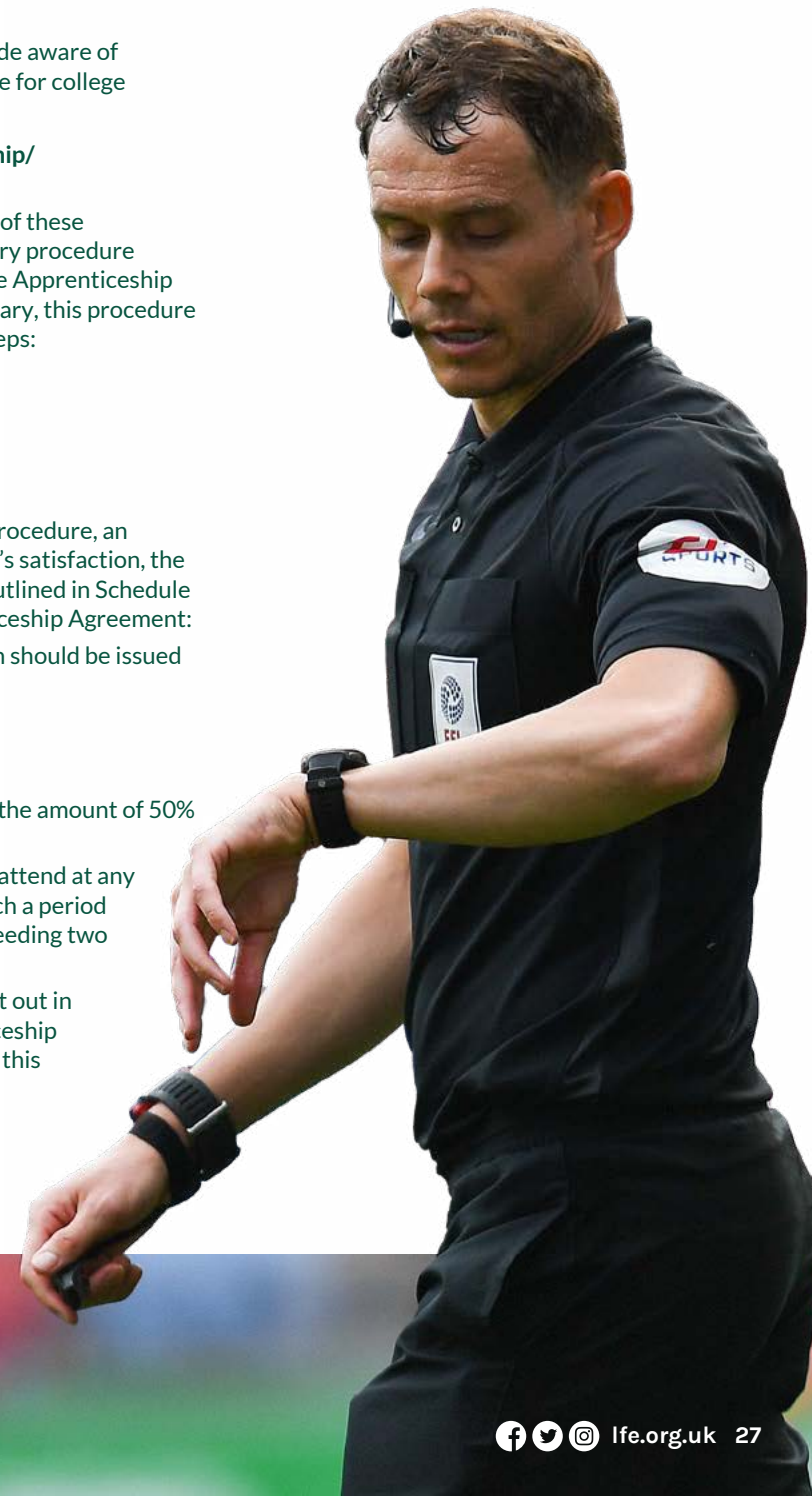 de aware of
e for college
hip/
of these
ry procedure
e Apprenticeship
ary, this procedure
eps:
rocedure, an
's satisfaction, the
utlined in Schedule
ceship Agreement:
n should be issued
SPORTS
the amount of 50%
attend at any
ch a period
eeding two
t out in
ceship
this
lfe.org.uk 27